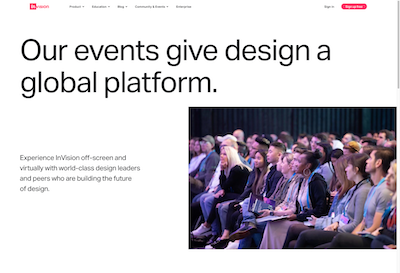 InVision
Product
Education
Blog
Community & Events
Enterprise
Sign in
Sign up free
Our events give design a
global platform.
Experience InVision off-screen and
virtually with world-class design leaders
and peers who are building the future
of design.